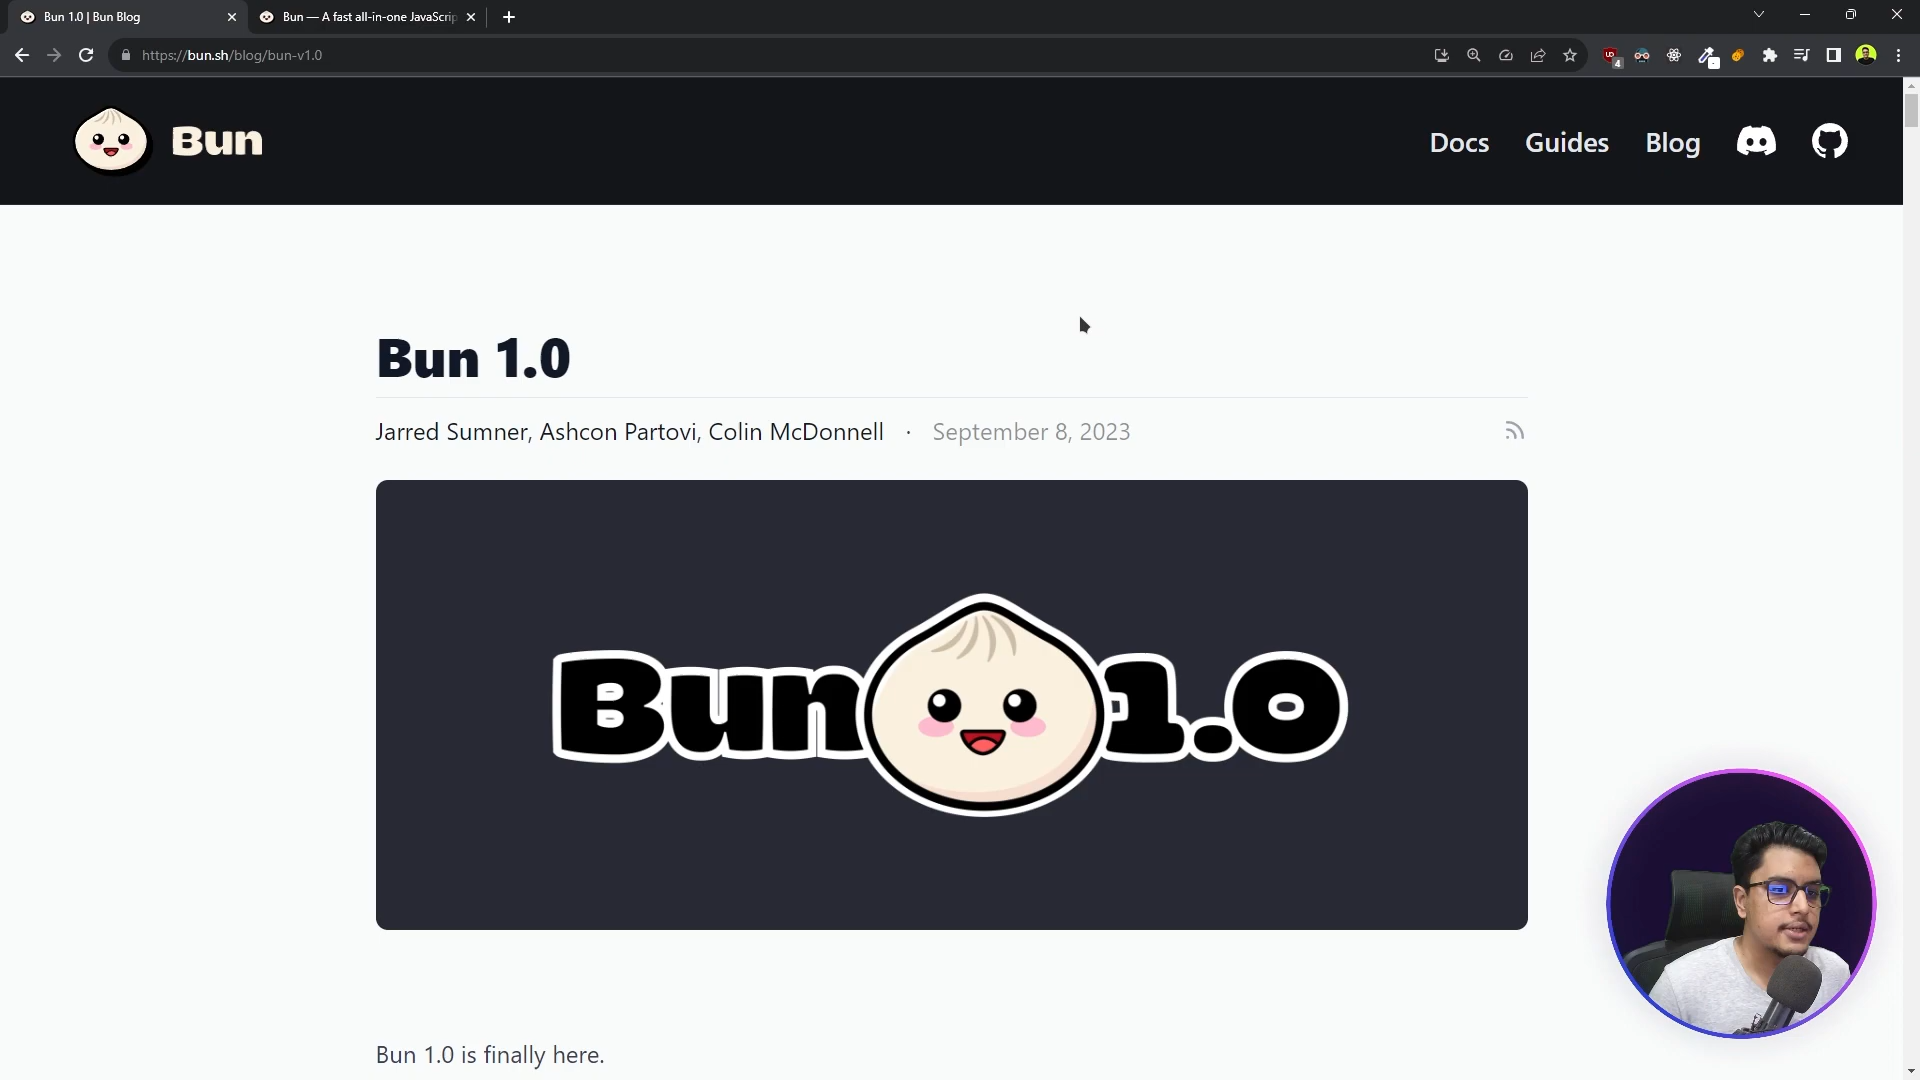 Bun 1.0 | Bun Blog
Bun — A fast all-in-one JavaScrip
https://bun.sh/blog/bun-v1.0
4
Bun
Docs
Guides
Blog
Bun 1.0
Jarred Sumner, Ashcon Partovi, Colin McDonnell · September 8, 2023
Bun 1.0
Bun 1.0 is finally here.